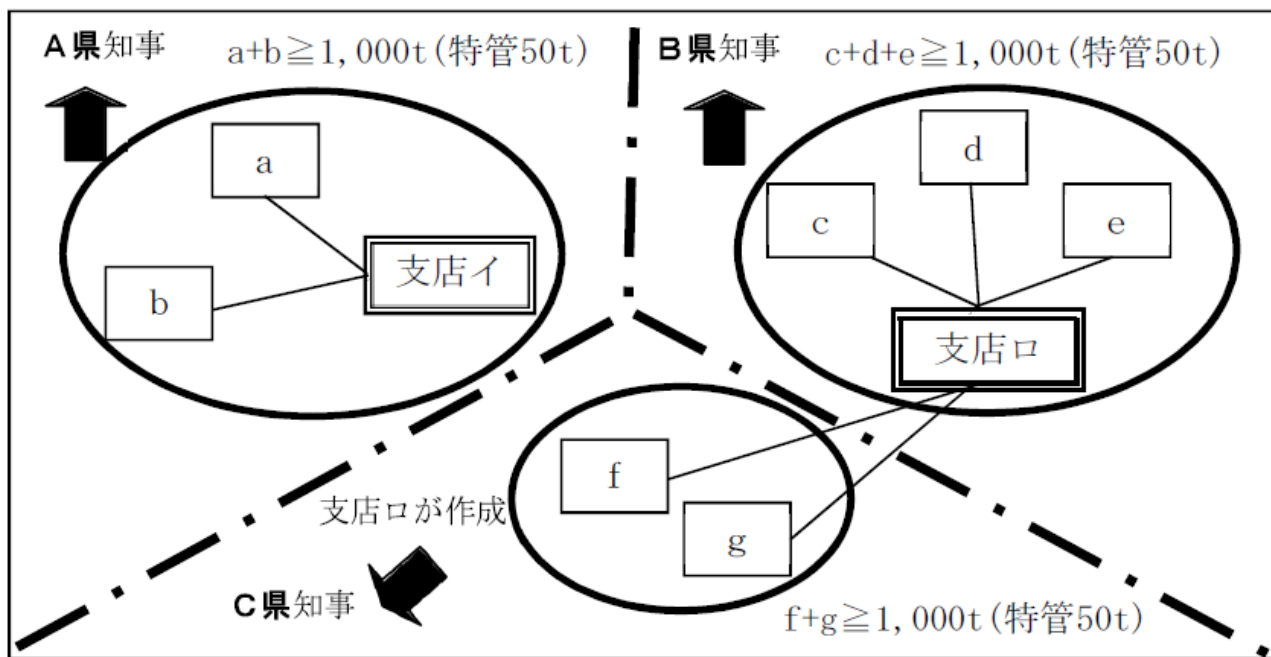 A県知事 a+b≧1,000t(特管50t)
B県知事 c+d+e≧1,000t(特管50t)
a
b
支店イ
d
c
e
支店ロ
f
g
支店ロが作成
C県知事
f+g≧1,000t(特管50t)